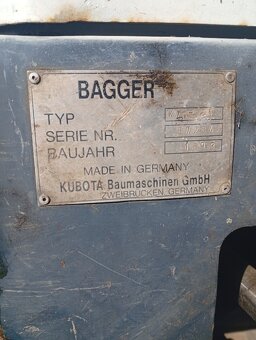 BAGGER
TYP
SERIE NR.
BAUJAHR
MADE IN GERMANY
KUBOTA Baumaschinen GmbH
ZWEIBRÜCKEN, GERMANY